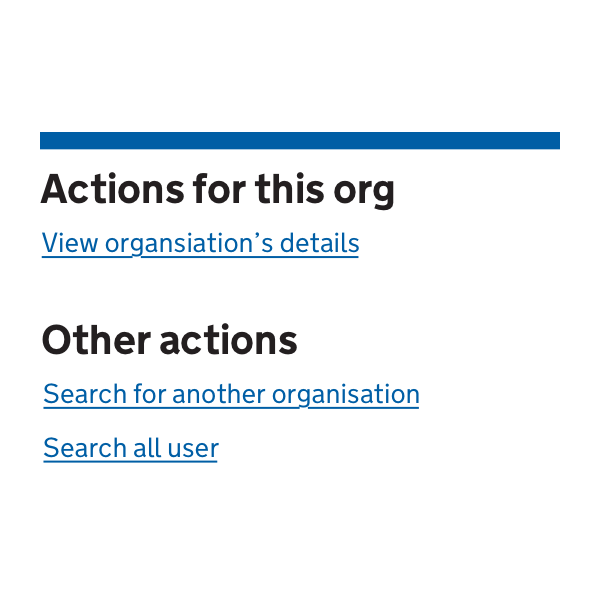 Actions for this org
View organsiation’s details
Other actions
Search for another organisation
Search all user